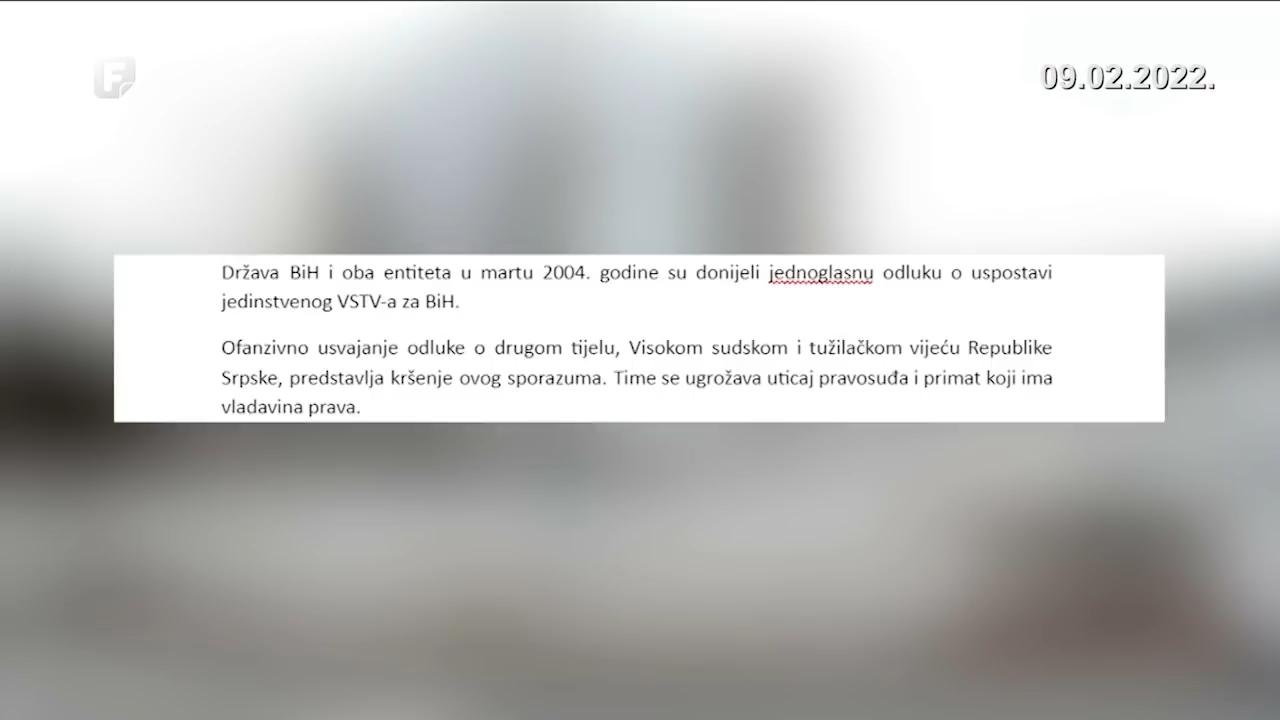 F
09.02.2022.
Država BiH i oba entiteta u martu 2004. godine su donijeli jednoglasnu odluku o uspostavi
jedinstvenog VSTV-a za BiH.
Ofanzivno usvajanje odluke o drugom tijelu, Visokom sudskom i tužilačkom vijeću Republike
Srpske, predstavlja kršenje ovog sporazuma. Time se ugrožava uticaj pravosuđa i primat koji ima
vladavina prava.